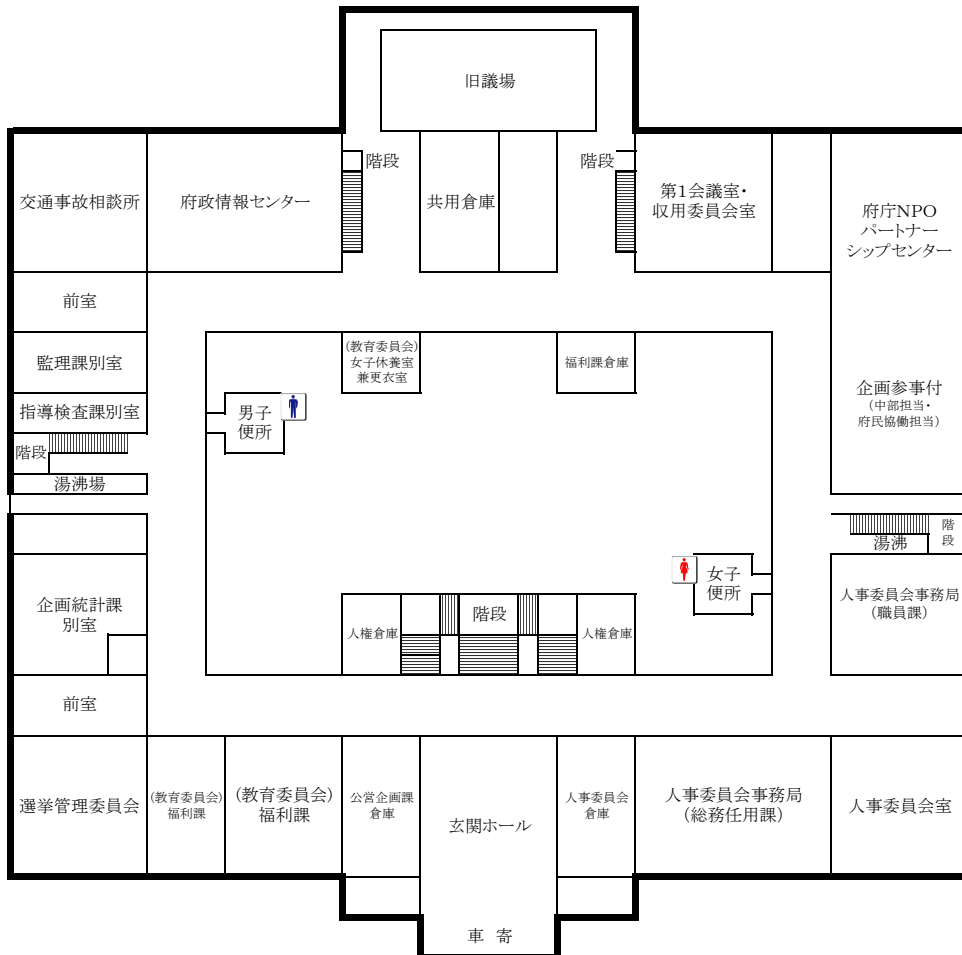 旧議場
階段
階段
交通事故相談所
府政情報センター
共用倉庫
第1会議室・
収用委員会室
府庁NPO
パートナー
シップセンター
前室
監理課別室
(教育委員会)
女子休養室
兼更衣室
福利課倉庫
指導検査課別室
男子
便所
企画参事付
(中部担当・
府民協働担当)
階段
湯沸場
階
段
湯沸
企画統計課
別室
女子
便所
人事委員会事務局
(職員課)
人権倉庫
階段
人権倉庫
前室
選挙管理委員会
(教育委員会)
福利課
(教育委員会)
福利課
公営企画課
倉庫
玄関ホール
人事委員会
倉庫
人事委員会事務局
(総務任用課)
人事委員会室
車 寄